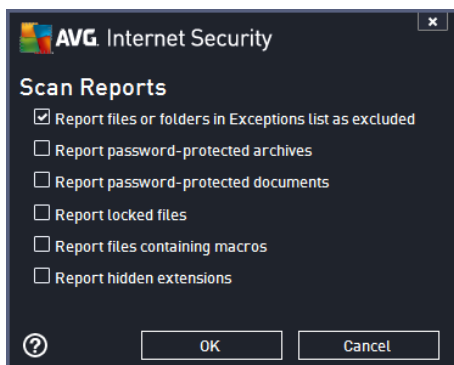 AVG. Internet Security
x
Scan Reports
Report files or folders in Exceptions list as excluded
Report password-protected archives
Report password-protected documents
Report locked files
Report files containing macros
Report hidden extensions
?
OK
Cancel